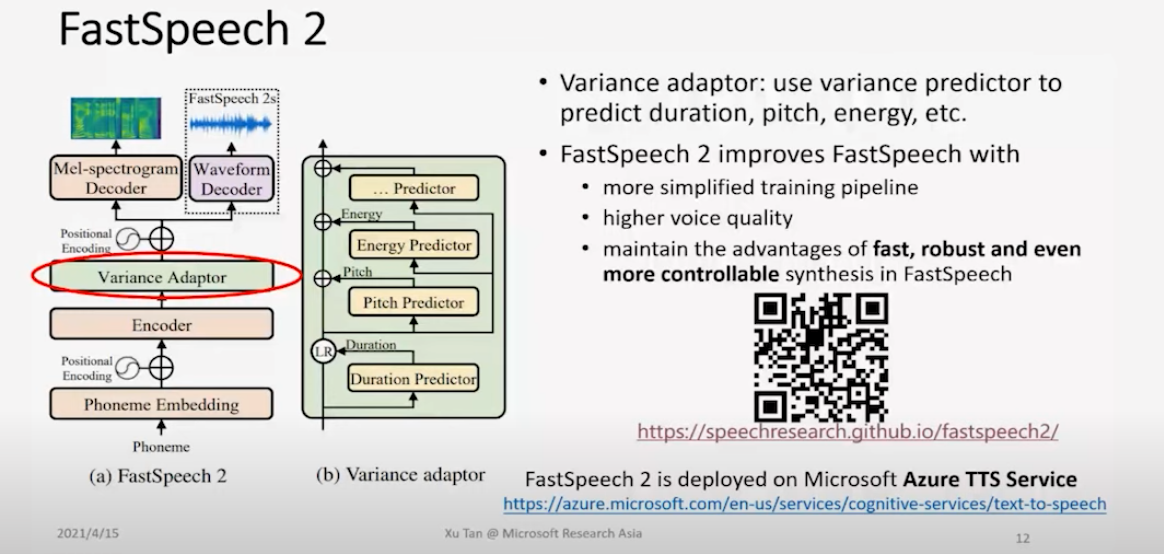 FastSpeech 2
FastSpeech 2s
Mel-spectrogram
Decoder
Waveform
Decoder
Positional
Encoding
Variance Adaptor
Encoder
Positional
Encoding
Phoneme Embedding
Phoneme
(a) FastSpeech 2
... Predictor
Energy
Energy Predictor
Pitch
Pitch Predictor
LR
Duration
Duration Predictor
(b) Variance adaptor
• Variance adaptor: use variance predictor to
predict duration, pitch, energy, etc.
• FastSpeech 2 improves FastSpeech with
• more simplified training pipeline
• higher voice quality
• maintain the advantages of fast, robust and even
more controllable synthesis in FastSpeech
https://speechresearch.github.io/fastspeech2/
FastSpeech 2 is deployed on Microsoft Azure TTS Service
https://azure.microsoft.com/en-us/services/cognitive-services/text-to-speech
2021/4/15
Xu Tan @ Microsoft Research Asia
12